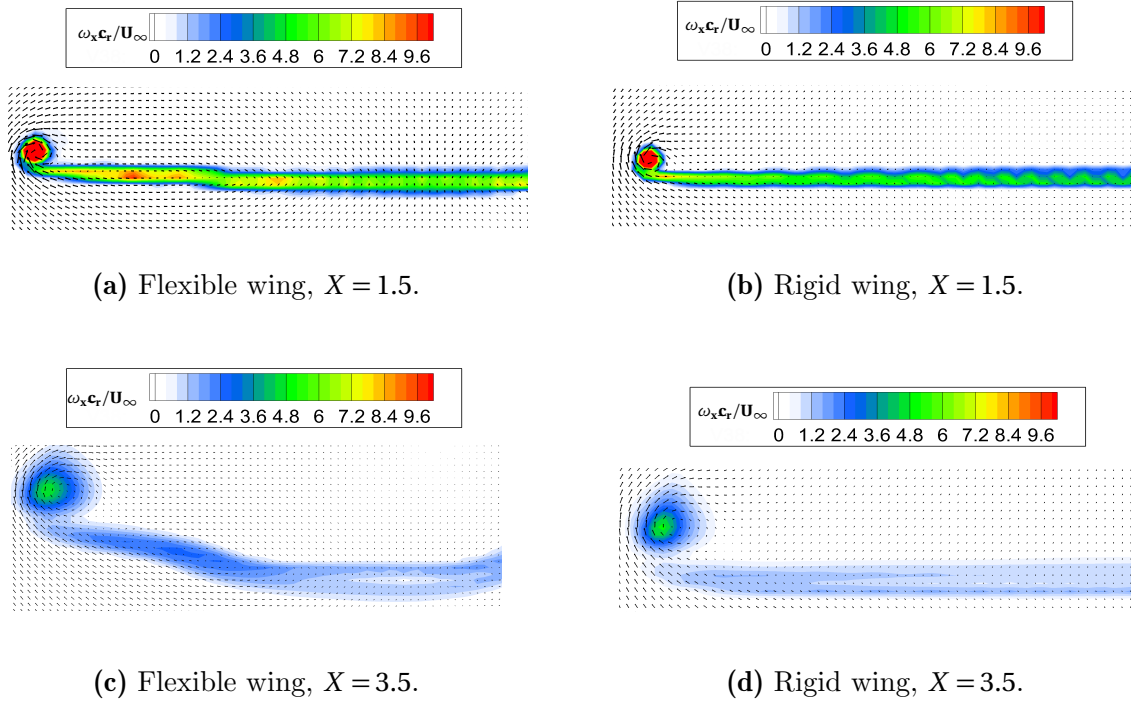 ωₓcᵣ/U∞
0 1.2 2.4 3.6 4.8 6 7.2 8.4 9.6
ωₓcᵣ/U∞
0 1.2 2.4 3.6 4.8 6 7.2 8.4 9.6
(a) Flexible wing, X = 1.5.
(b) Rigid wing, X = 1.5.
ωₓcᵣ/U∞
0 1.2 2.4 3.6 4.8 6 7.2 8.4 9.6
ωₓcᵣ/U∞
0 1.2 2.4 3.6 4.8 6 7.2 8.4 9.6
(c) Flexible wing, X = 3.5.
(d) Rigid wing, X = 3.5.